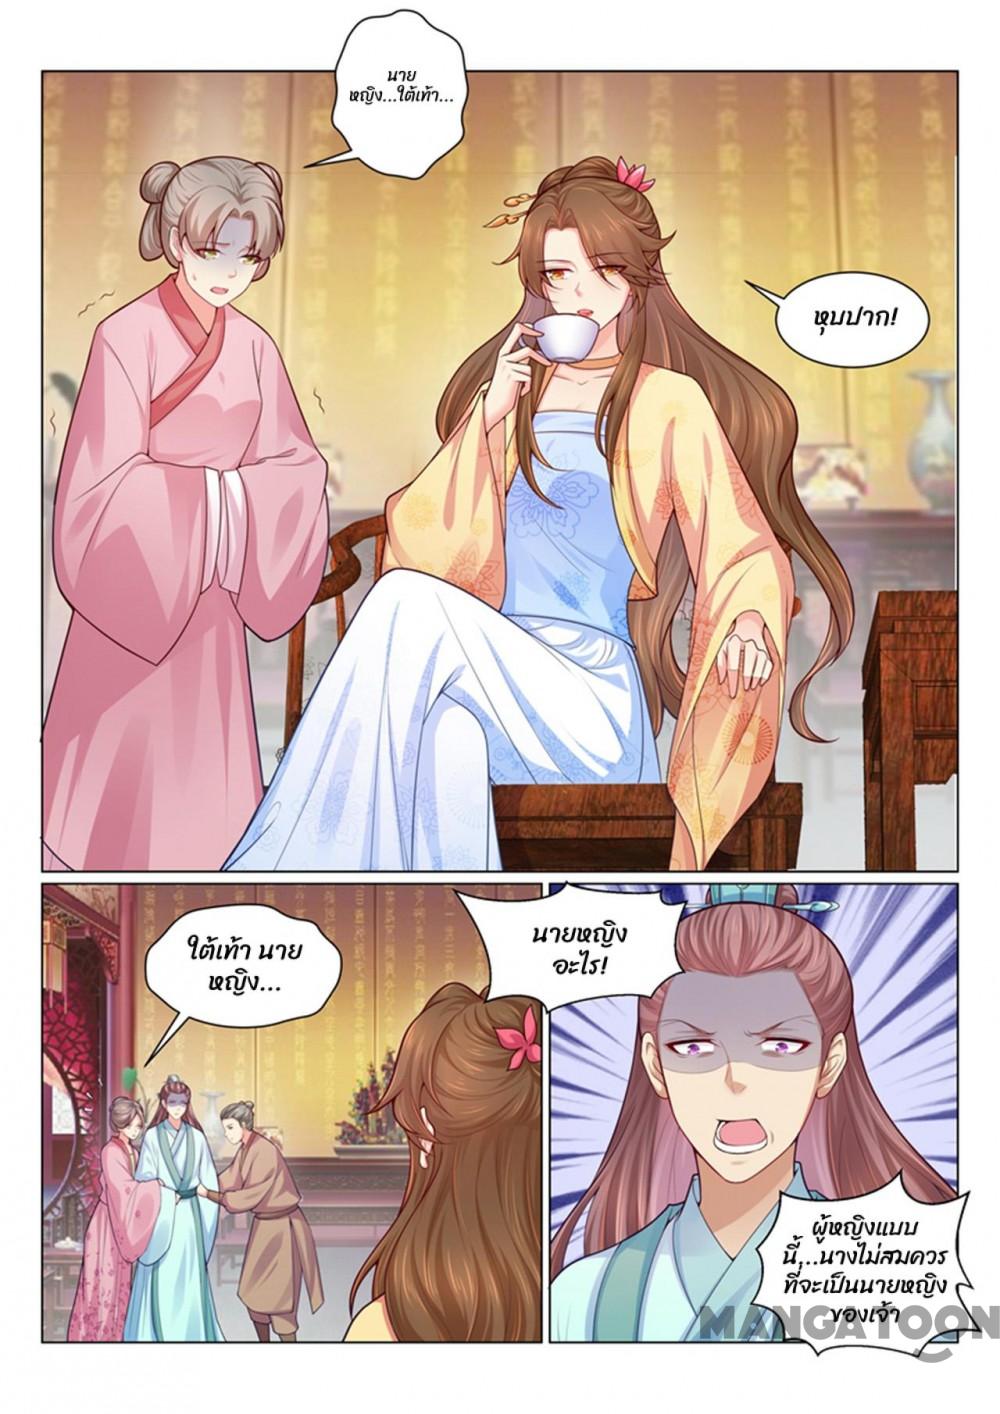 นาย
หญิง...ใต้เท้า...
หุบปาก!
ใต้เท้า นาย
หญิง...
นายหญิง
อะไร!
ผู้หญิงแบบ
นี้...นางไม่สมควร
ที่จะเป็นนายหญิง
ของเจ้า
MANGATOON